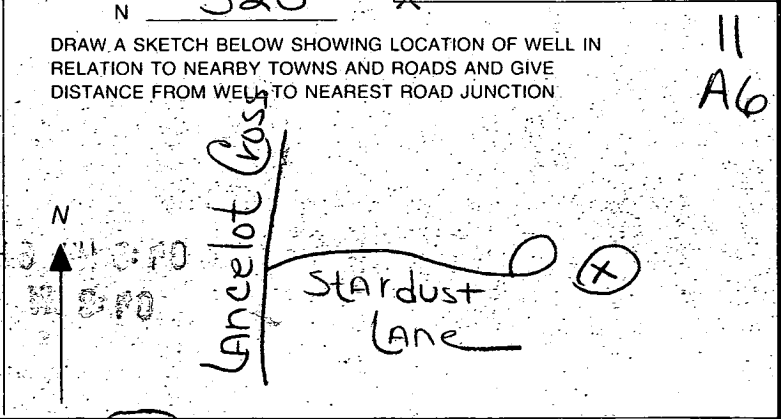 N
DRAW A SKETCH BELOW SHOWING LOCATION OF WELL IN
RELATION TO NEARBY TOWNS AND ROADS AND GIVE
DISTANCE FROM WELL TO NEAREST ROAD JUNCTION
11
A6
N
Lancelot Cross
Stardust
Lane
X